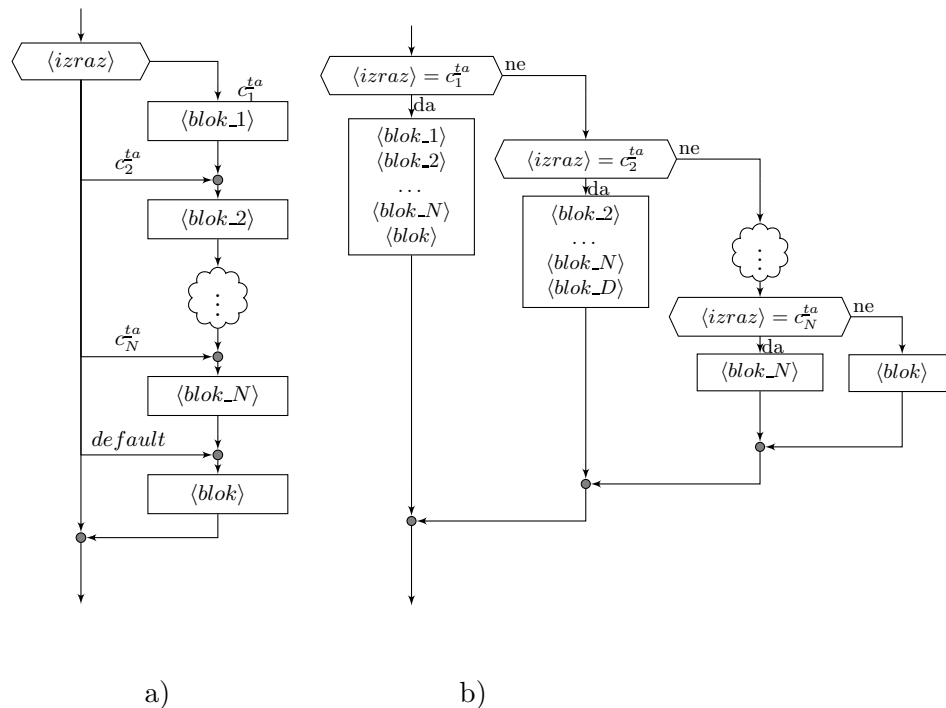 ⟨izraz⟩
c_1^{ta}
⟨blok_1⟩
c_2^{ta}
⟨blok_2⟩
⋮
c_N^{ta}
⟨blok_N⟩
default
⟨blok⟩
a)
⟨izraz⟩ = c_1^{ta}
ne
da
⟨blok_1⟩
⟨blok_2⟩
...
⟨blok_N⟩
⟨blok⟩
⟨izraz⟩ = c_2^{ta}
ne
da
⟨blok_2⟩
...
⟨blok_N⟩
⟨blok_D⟩
⋮
⟨izraz⟩ = c_N^{ta}
ne
da
⟨blok_N⟩
⟨blok⟩
b)